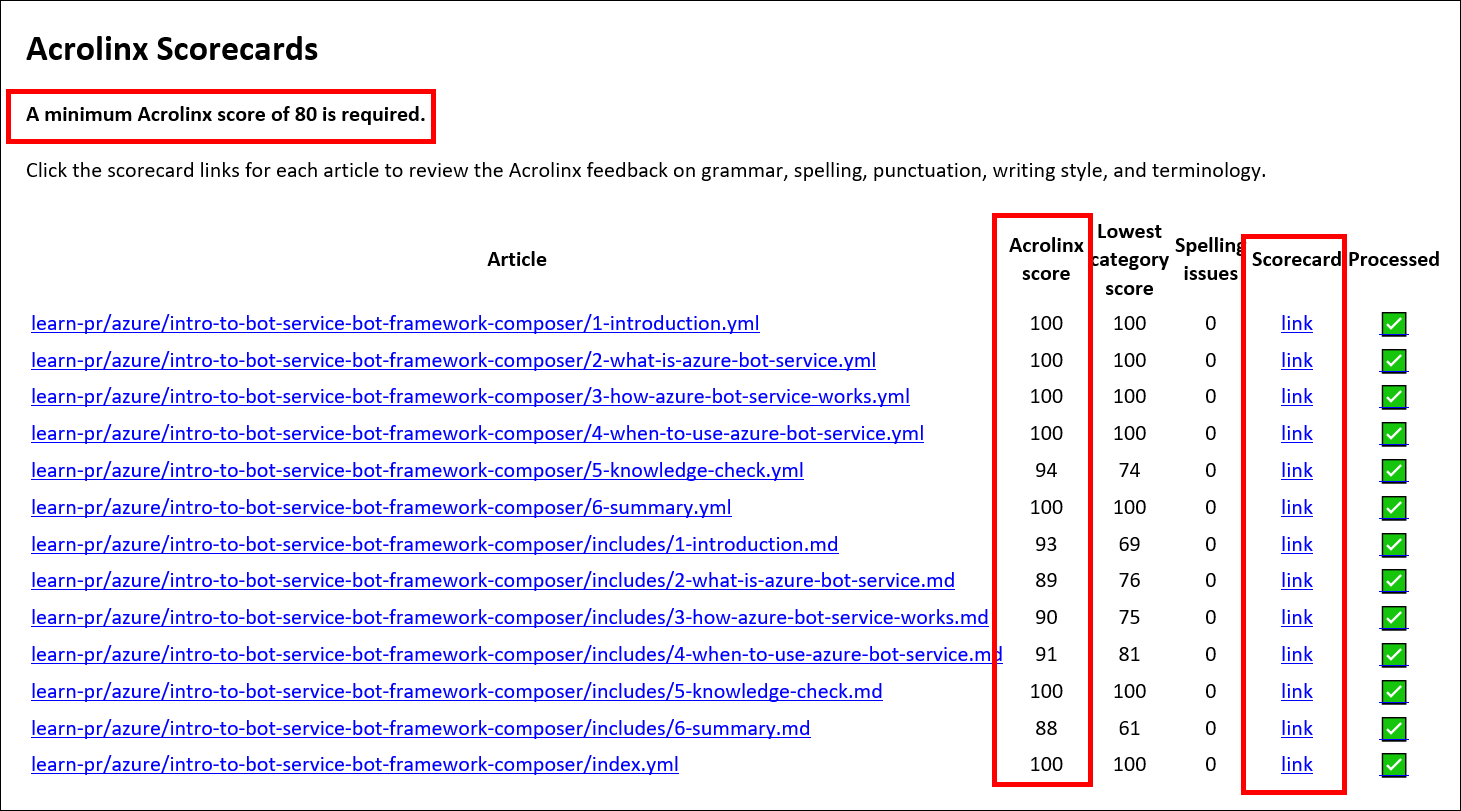 Acrolinx Scorecards
A minimum Acrolinx score of 80 is required.
Click the scorecard links for each article to review the Acrolinx feedback on grammar, spelling, punctuation, writing style, and terminology.
Article Acrolinx score Lowest category score Spelling issues Scorecard Processed
learn-pr/azure/intro-to-bot-service-bot-framework-composer/1-introduction.yml 100 100 0 link
learn-pr/azure/intro-to-bot-service-bot-framework-composer/2-what-is-azure-bot-service.yml 100 100 0 link
learn-pr/azure/intro-to-bot-service-bot-framework-composer/3-how-azure-bot-service-works.yml 100 100 0 link
learn-pr/azure/intro-to-bot-service-bot-framework-composer/4-when-to-use-azure-bot-service.yml 100 100 0 link
learn-pr/azure/intro-to-bot-service-bot-framework-composer/5-knowledge-check.yml 94 74 0 link
learn-pr/azure/intro-to-bot-service-bot-framework-composer/6-summary.yml 100 100 0 link
learn-pr/azure/intro-to-bot-service-bot-framework-composer/includes/1-introduction.md 93 69 0 link
learn-pr/azure/intro-to-bot-service-bot-framework-composer/includes/2-what-is-azure-bot-service.md 89 76 0 link
learn-pr/azure/intro-to-bot-service-bot-framework-composer/includes/3-how-azure-bot-service-works.md 90 75 0 link
learn-pr/azure/intro-to-bot-service-bot-framework-composer/includes/4-when-to-use-azure-bot-service.md 91 81 0 link
learn-pr/azure/intro-to-bot-service-bot-framework-composer/includes/5-knowledge-check.md 100 100 0 link
learn-pr/azure/intro-to-bot-service-bot-framework-composer/includes/6-summary.md 88 61 0 link
learn-pr/azure/intro-to-bot-service-bot-framework-composer/index.yml 100 100 0 link